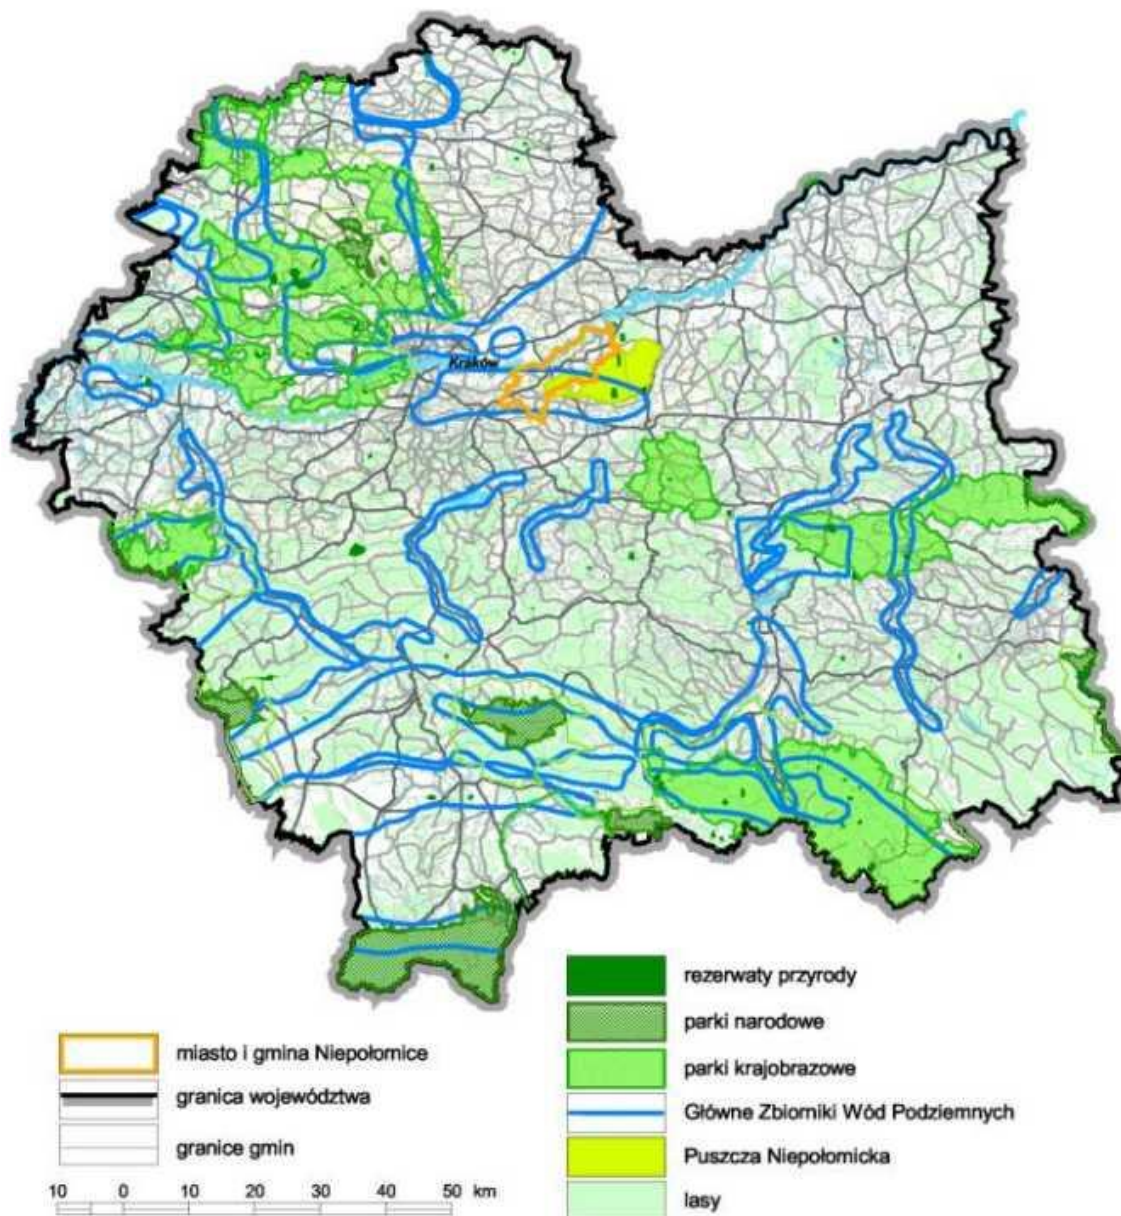 Kraków
rezerwaty przyrody
parki narodowe
miasto i gmina Niepołomice
parki krajobrazowe
granica województwa
Główne Zbiorniki Wód Podziemnych
granice gmin
Puszcza Niepołomicka
10 0 10 20 30 40 50 km
lasy